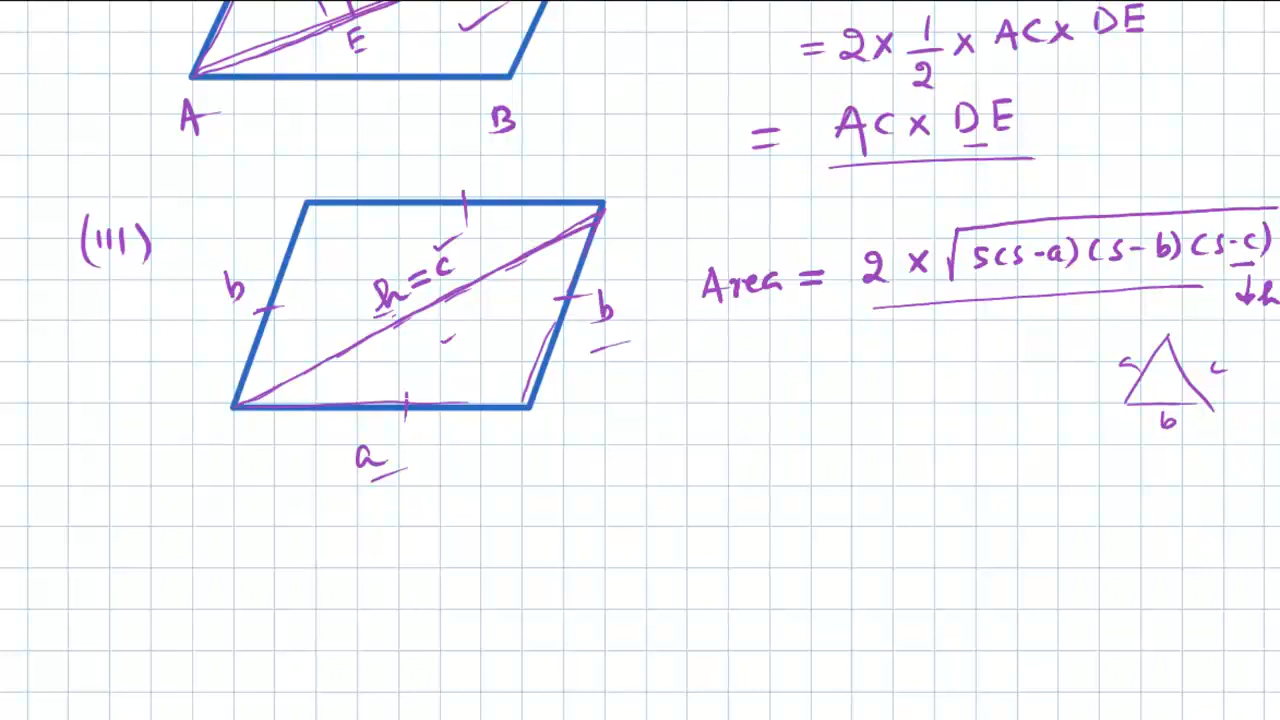 E
A
B
= 2 × 1/2 × AC × DE
= AC × DE
(III)
h = c
b
b
a
Area = 2 × √s(s-a)(s-b)(s-c)
↓h
c
b